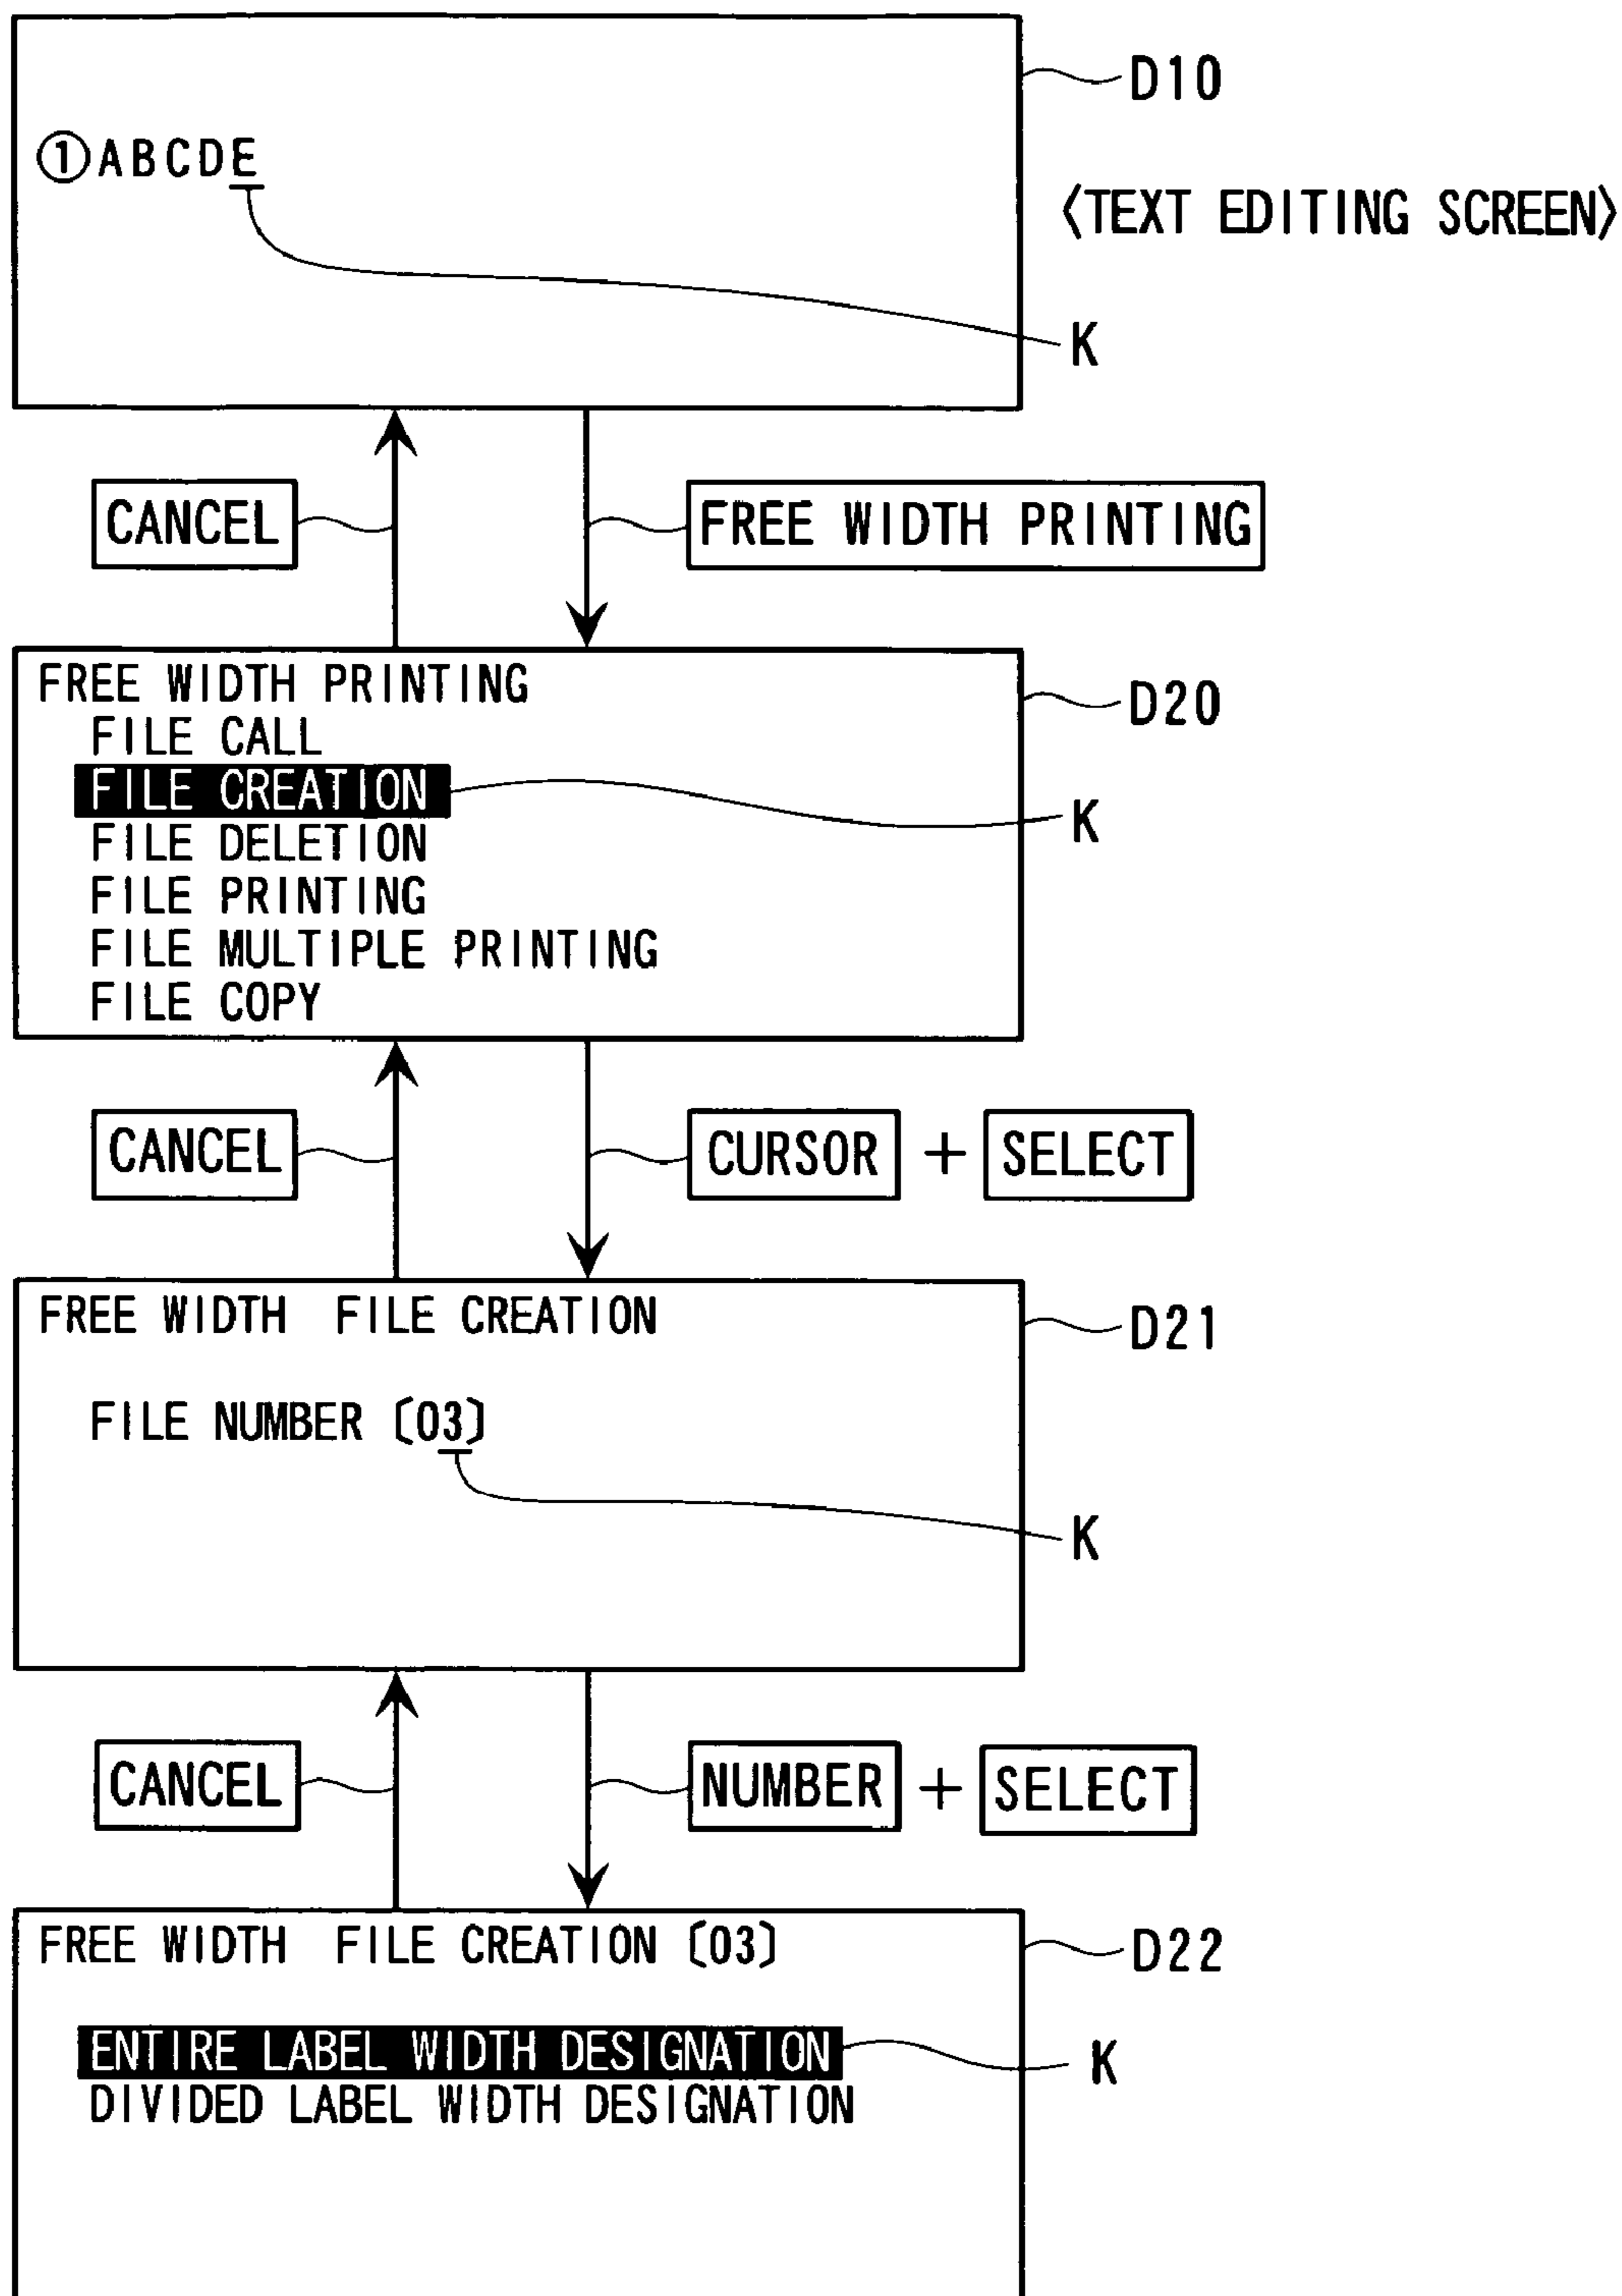 D10
①ABCDE
〈TEXT EDITING SCREEN〉
K
CANCEL
FREE WIDTH PRINTING
FREE WIDTH PRINTING
D20
FILE CALL
FILE CREATION
K
FILE DELETION
FILE PRINTING
FILE MULTIPLE PRINTING
FILE COPY
CANCEL
CURSOR + SELECT
FREE WIDTH FILE CREATION
D21
FILE NUMBER 〔03〕
K
CANCEL
NUMBER + SELECT
FREE WIDTH FILE CREATION 〔03〕
D22
ENTIRE LABEL WIDTH DESIGNATION
K
DIVIDED LABEL WIDTH DESIGNATION